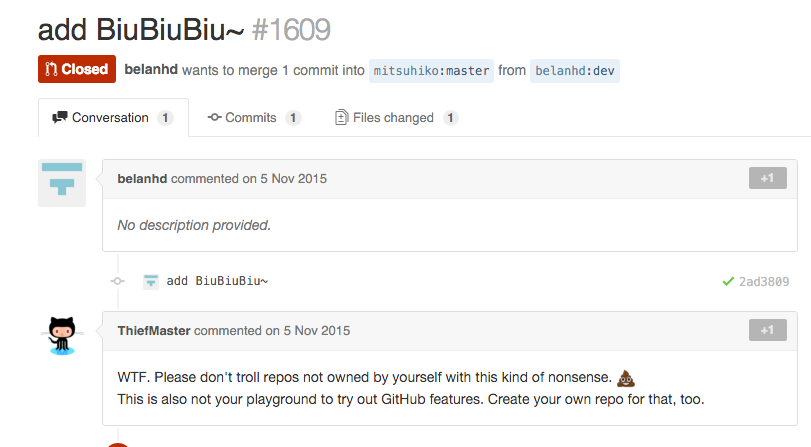 add BiuBiuBiu~ #1609
Closed belanhd wants to merge 1 commit into mitsuhiko:master from belanhd:dev
Conversation 1 Commits 1 Files changed 1
belanhd commented on 5 Nov 2015 +1
No description provided.
add BiuBiuBiu~ 2ad3809
ThiefMaster commented on 5 Nov 2015 +1
WTF. Please don't troll repos not owned by yourself with this kind of nonsense. 💩
This is also not your playground to try out GitHub features. Create your own repo for that, too.